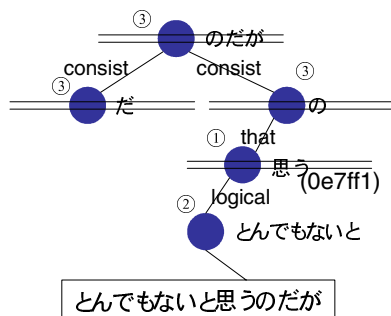 ③ のだが
consist consist
③ だ ③ の
① that
思う(0e7ff1)
logical
② とんでもないと
とんでもないと思うのだが